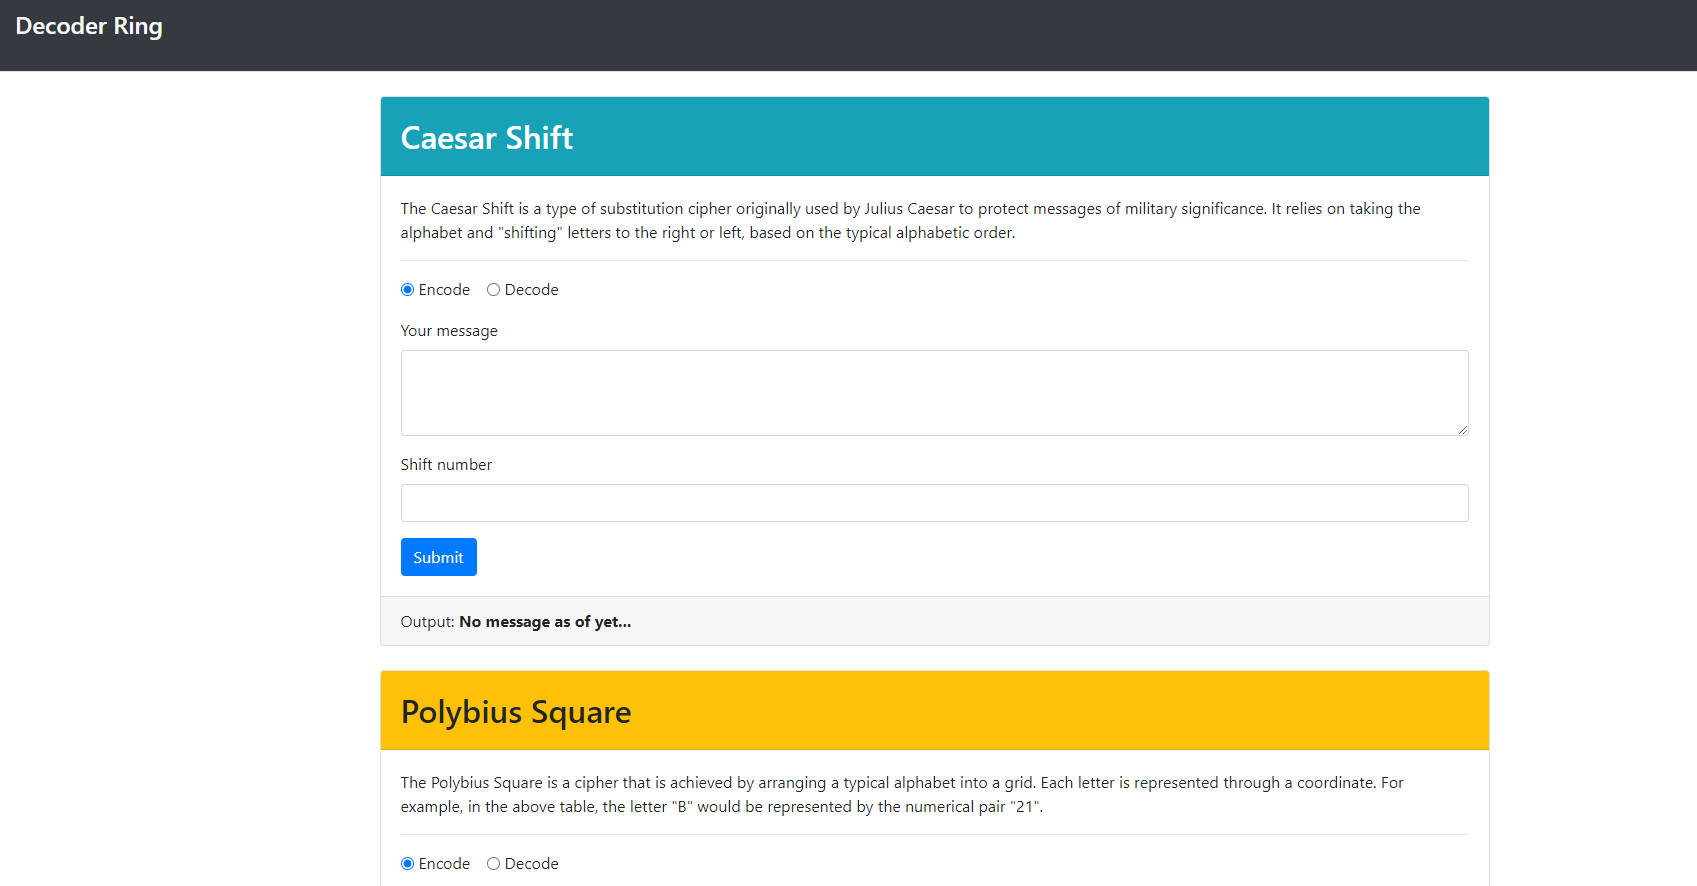 Decoder Ring
Caesar Shift
The Caesar Shift is a type of substitution cipher originally used by Julius Caesar to protect messages of military significance. It relies on taking the
alphabet and "shifting" letters to the right or left, based on the typical alphabetic order.
Encode Decode
Your message
Shift number
Submit
Output: No message as of yet...
Polybius Square
The Polybius Square is a cipher that is achieved by arranging a typical alphabet into a grid. Each letter is represented through a coordinate. For
example, in the above table, the letter "B" would be represented by the numerical pair "21".
Encode Decode